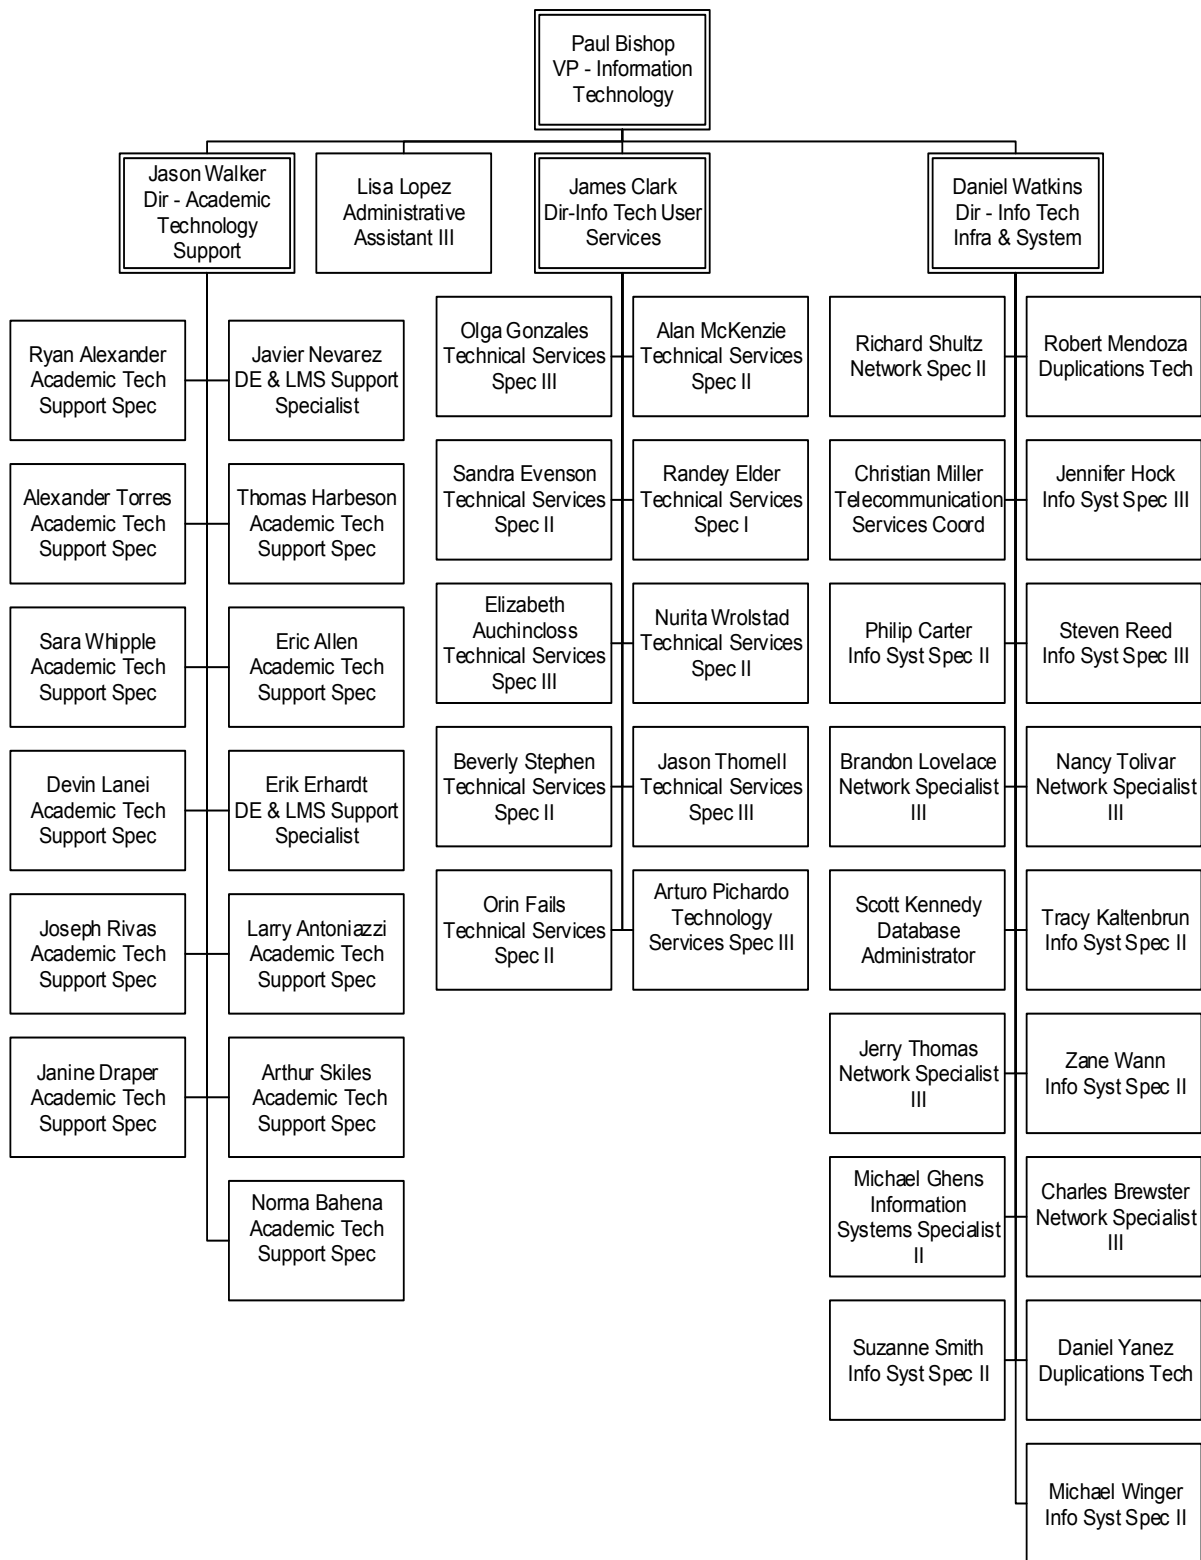 Paul Bishop
VP - Information
Technology
Jason Walker
Dir - Academic
Technology
Support
Lisa Lopez
Administrative
Assistant III
James Clark
Dir-Info Tech User
Services
Daniel Watkins
Dir - Info Tech
Infra & System
Ryan Alexander
Academic Tech
Support Spec
Javier Nevarez
DE & LMS Support
Specialist
Alexander Torres
Academic Tech
Support Spec
Thomas Harbeson
Academic Tech
Support Spec
Sara Whipple
Academic Tech
Support Spec
Eric Allen
Academic Tech
Support Spec
Devin Lanei
Academic Tech
Support Spec
Erik Erhardt
DE & LMS Support
Specialist
Joseph Rivas
Academic Tech
Support Spec
Larry Antoniazzi
Academic Tech
Support Spec
Janine Draper
Academic Tech
Support Spec
Arthur Skiles
Academic Tech
Support Spec
Norma Bahena
Academic Tech
Support Spec
Olga Gonzales
Technical Services
Spec III
Alan McKenzie
Technical Services
Spec II
Sandra Evenson
Technical Services
Spec II
Randey Elder
Technical Services
Spec I
Elizabeth
Auchincloss
Technical Services
Spec III
Nurita Wrolstad
Technical Services
Spec II
Beverly Stephen
Technical Services
Spec II
Jason Thornell
Technical Services
Spec III
Orin Fails
Technical Services
Spec II
Arturo Pichardo
Technology
Services Spec III
Richard Shultz
Network Spec II
Robert Mendoza
Duplications Tech
Christian Miller
Telecommunication
Services Coord
Jennifer Hock
Info Syst Spec III
Philip Carter
Info Syst Spec II
Steven Reed
Info Syst Spec III
Brandon Lovelace
Network Specialist
III
Nancy Tolivar
Network Specialist
III
Scott Kennedy
Database
Administrator
Tracy Kaltenbrun
Info Syst Spec II
Jerry Thomas
Network Specialist
III
Zane Wann
Info Syst Spec II
Michael Ghens
Information
Systems Specialist
II
Charles Brewster
Network Specialist
III
Suzanne Smith
Info Syst Spec II
Daniel Yanez
Duplications Tech
Michael Winger
Info Syst Spec II